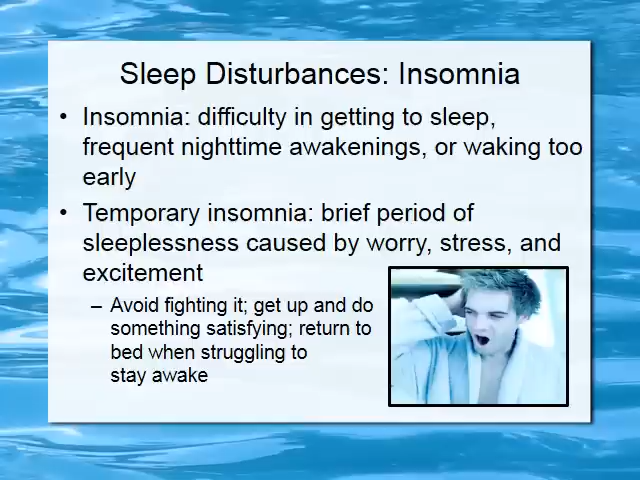 Sleep Disturbances: Insomnia
• Insomnia: difficulty in getting to sleep,
frequent nighttime awakenings, or waking too
early
• Temporary insomnia: brief period of
sleeplessness caused by worry, stress, and
excitement
– Avoid fighting it; get up and do
something satisfying; return to
bed when struggling to
stay awake